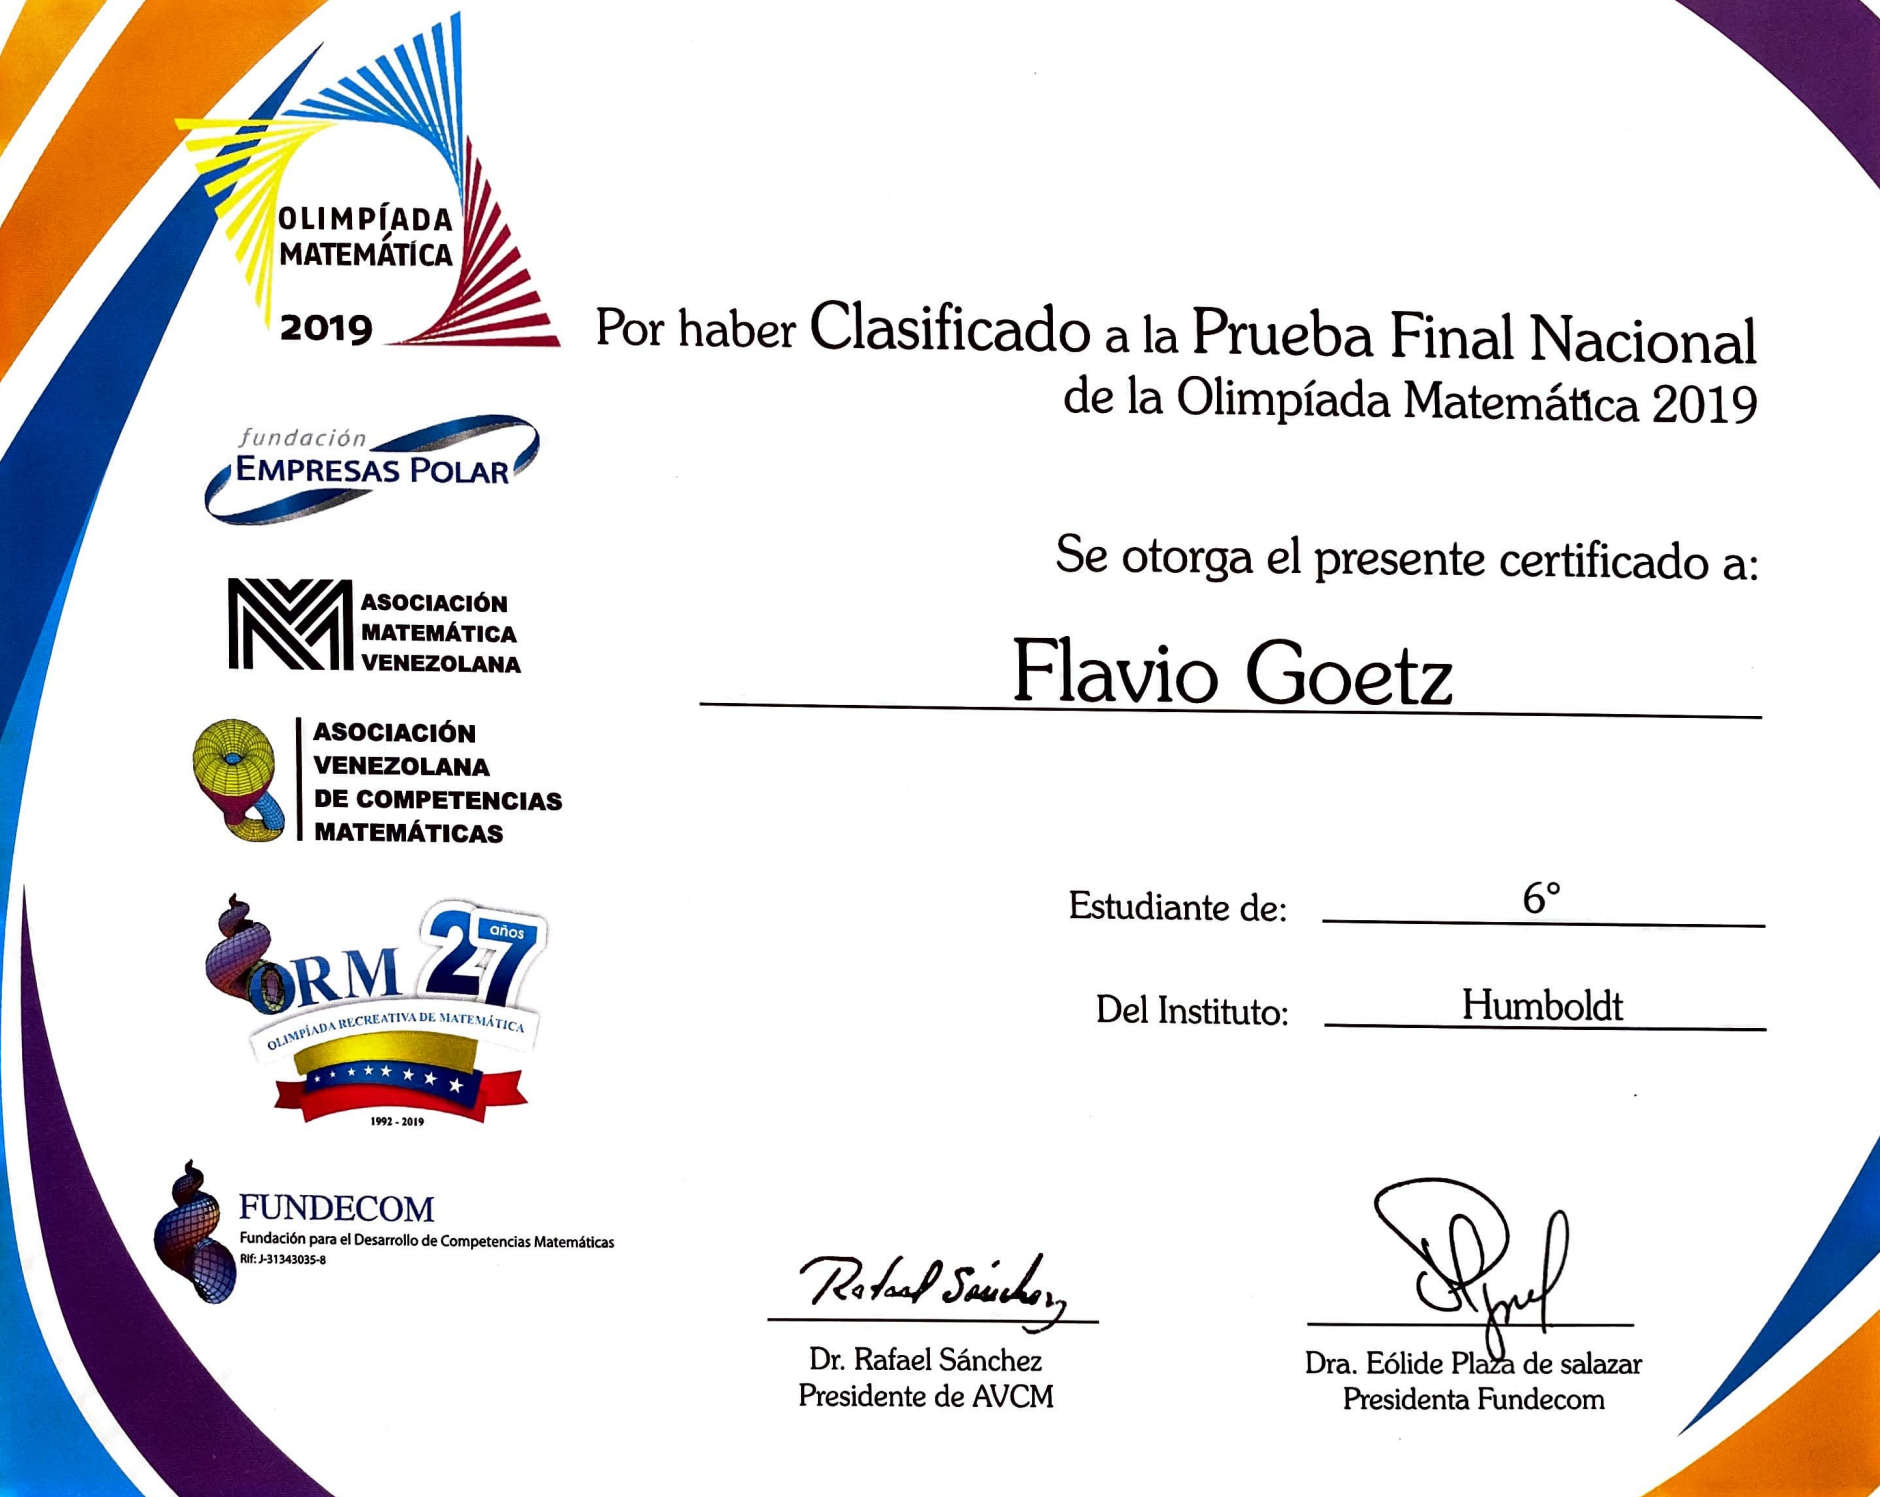 OLIMPÍADA
MATEMÁTICA
2019
Por haber Clasificado a la Prueba Final Nacional
de la Olimpíada Matemática 2019
fundación
EMPRESAS POLAR
Se otorga el presente certificado a:
Flavio Goetz
ASOCIACIÓN
MATEMÁTICA
VENEZOLANA
ASOCIACIÓN
VENEZOLANA
DE COMPETENCIAS
MATEMÁTICAS
Estudiante de: 6°
Del Instituto: Humboldt
ORM 27 años
OLIMPÍADA RECREATIVA DE MATEMÁTICA
1992 - 2019
FUNDECOM
Fundación para el Desarrollo de Competencias Matemáticas
Rif: J-31343035-8
Rafael Sánchez
Dr. Rafael Sánchez
Presidente de AVCM
Dra. Eólide Plaza de salazar
Presidenta Fundecom